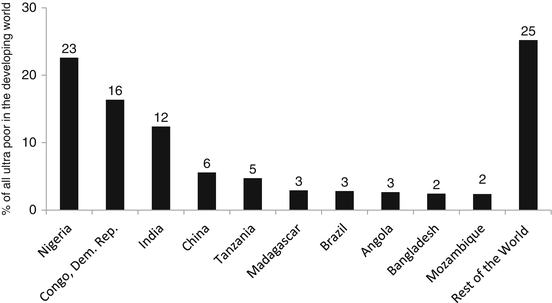 % of all ultra poor in the developing world
30
20
10
0
23
16
12
6
5
3
3
3
2
2
25
Nigeria
Congo, Dem. Rep.
India
China
Tanzania
Madagascar
Brazil
Angola
Bangladesh
Mozambique
Rest of the World